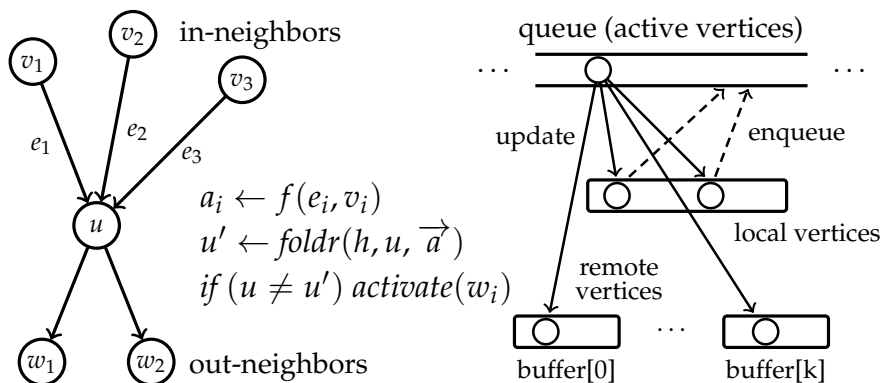 v₁
v₂
in-neighbors
v₃
e₁
e₂
e₃
u
aᵢ ← f(eᵢ, vᵢ)
u′ ← foldr(h, u, a⃗)
if (u ≠ u′) activate(wᵢ)
w₁
w₂
out-neighbors
queue (active vertices)
···
···
update
enqueue
local vertices
remote
vertices
···
buffer[0]
buffer[k]